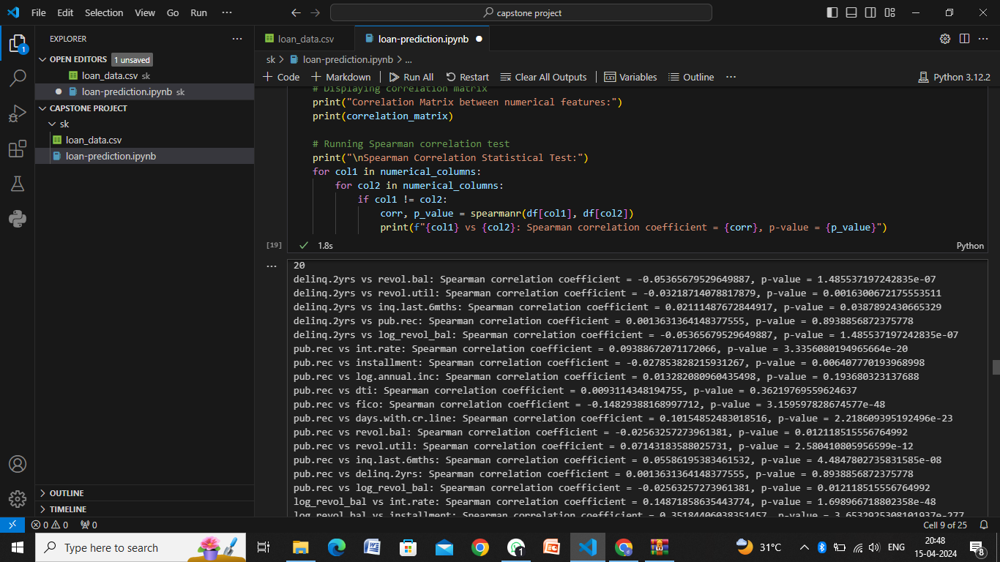 File Edit Selection View Go Run ···
capstone project
EXPLORER ···
OPEN EDITORS 1 unsaved
loan_data.csv sk
loan-prediction.ipynb sk
CAPSTONE PROJECT
sk
loan_data.csv
loan-prediction.ipynb
OUTLINE
TIMELINE
1
loan_data.csv loan-prediction.ipynb
sk > loan-prediction.ipynb > ...
+ Code + Markdown Run All Restart Clear All Outputs Variables Outline ··· Python 3.12.2
# Displaying correlation matrix
print("Correlation Matrix between numerical features:")
print(correlation_matrix)
# Running Spearman correlation test
print("\nSpearman Correlation Statistical Test:")
for col1 in numerical_columns:
for col2 in numerical_columns:
if col1 != col2:
corr, p_value = spearmanr(df[col1], df[col2])
print(f"{col1} vs {col2}: Spearman correlation coefficient = {corr}, p-value = {p_value}")
[19] 1.8s Python
20
delinq.2yrs vs revol.bal: Spearman correlation coefficient = -0.05365679529649887, p-value = 1.485537197242835e-07
delinq.2yrs vs revol.util: Spearman correlation coefficient = -0.03218714078817879, p-value = 0.0016300672175553511
delinq.2yrs vs inq.last.6mths: Spearman correlation coefficient = 0.02111487672844917, p-value = 0.0387892430665329
delinq.2yrs vs pub.rec: Spearman correlation coefficient = 0.0013631364148377555, p-value = 0.8938856872375778
delinq.2yrs vs log_revol_bal: Spearman correlation coefficient = -0.05365679529649887, p-value = 1.485537197242835e-07
pub.rec vs int.rate: Spearman correlation coefficient = 0.09388672071172066, p-value = 3.3356080194965664e-20
pub.rec vs installment: Spearman correlation coefficient = -0.027853828215931267, p-value = 0.006407770193968998
pub.rec vs log.annual.inc: Spearman correlation coefficient = 0.013282080960435498, p-value = 0.193680323137688
pub.rec vs dti: Spearman correlation coefficient = 0.0093114348194755, p-value = 0.36219769559624637
pub.rec vs fico: Spearman correlation coefficient = -0.14829388168997712, p-value = 3.159597828674577e-48
pub.rec vs days.with.cr.line: Spearman correlation coefficient = 0.10154852483018516, p-value = 2.218609395192496e-23
pub.rec vs revol.bal: Spearman correlation coefficient = -0.02563257273961381, p-value = 0.012118515556764992
pub.rec vs revol.util: Spearman correlation coefficient = 0.07143183588025731, p-value = 2.580410805956599e-12
pub.rec vs inq.last.6mths: Spearman correlation coefficient = 0.05586195383461532, p-value = 4.4847802735831585e-08
pub.rec vs delinq.2yrs: Spearman correlation coefficient = 0.0013631364148377555, p-value = 0.8938856872375778
pub.rec vs log_revol_bal: Spearman correlation coefficient = -0.02563257273961381, p-value = 0.012118515556764992
log_revol_bal vs int.rate: Spearman correlation coefficient = 0.14871858635443774, p-value = 1.698966718802358e-48
log_revol_bal vs installment: Spearman correlation coefficient = 0.35184406038351457, p-value = 3.6532925308101937e-277
0 0 0 Cell 9 of 25
Type here to search 31°C ENG 20:48
15-04-2024 8